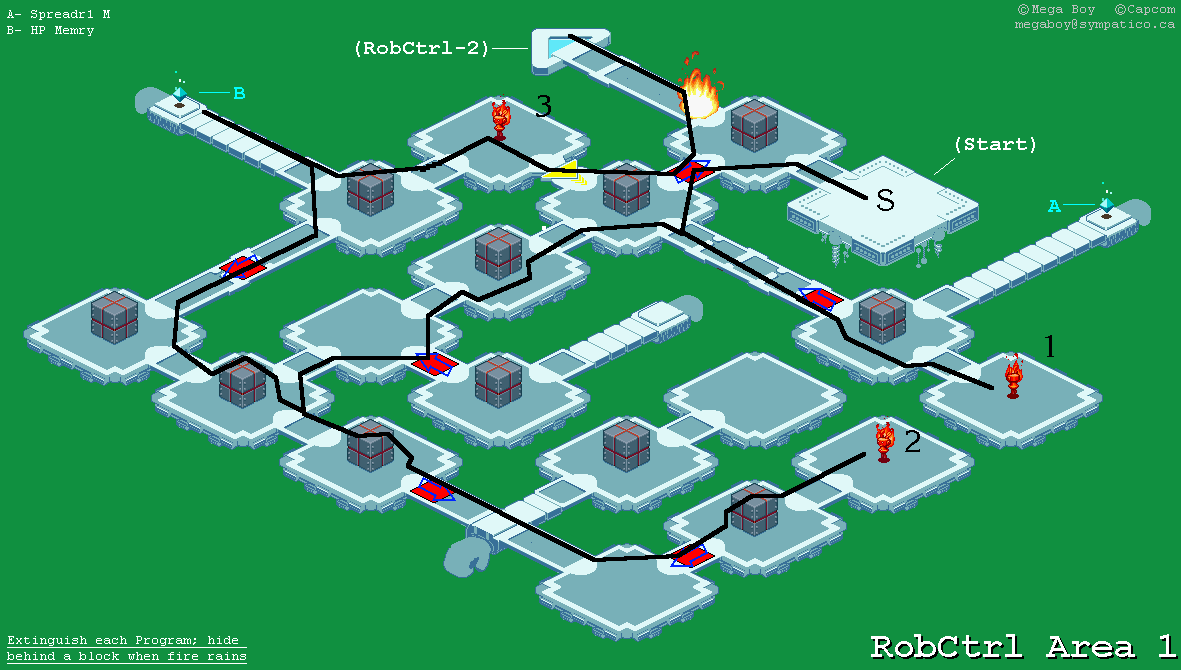 A- Spreadr1 M
B- HP Memry
©Mega Boy ©Capcom
megaboy@sympatico.ca
(RobCtrl-2)
B
3
(Start)
S
A
1
2
Extinguish each Program; hide
behind a block when fire rains
RobCtrl Area 1